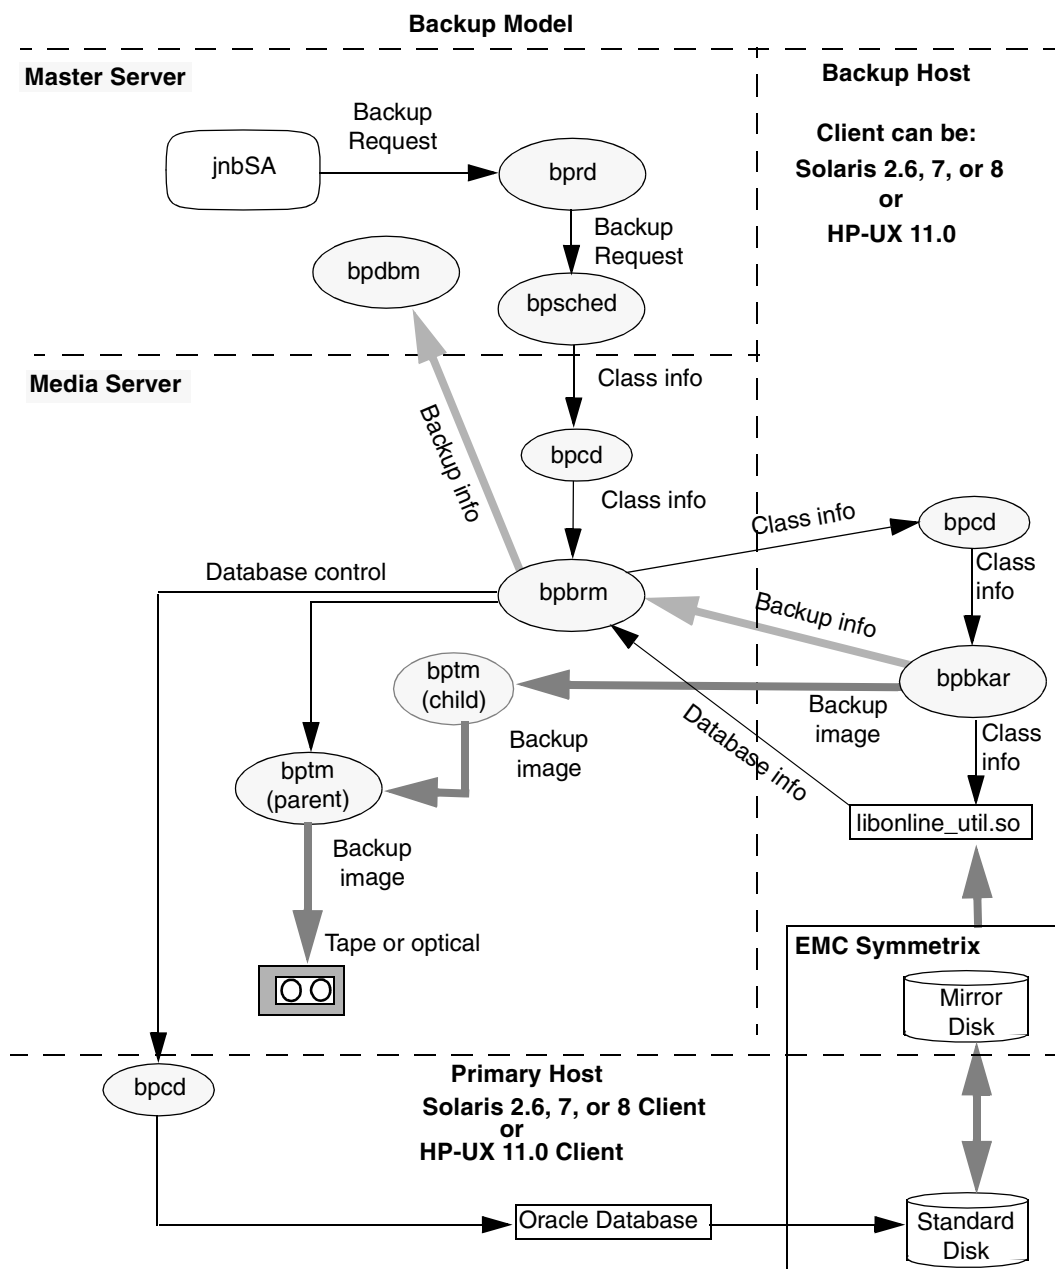 Backup Model
Master Server
Backup Host
Client can be:
Solaris 2.6, 7, or 8
or
HP-UX 11.0
jnbSA
Backup
Request
bprd
Backup
Request
bpdbm
bpsched
Media Server
Class info
Backup info
bpcd
Class info
Class info
bpcd
Class
info
Database control
bpbrm
Backup info
bpbkar
bptm
(child)
Backup
image
Database info
Class
info
Backup
image
bptm
(parent)
libonline_util.so
Backup
image
Tape or optical
EMC Symmetrix
Mirror
Disk
bpcd
Primary Host
Solaris 2.6, 7, or 8 Client
or
HP-UX 11.0 Client
Oracle Database
Standard
Disk